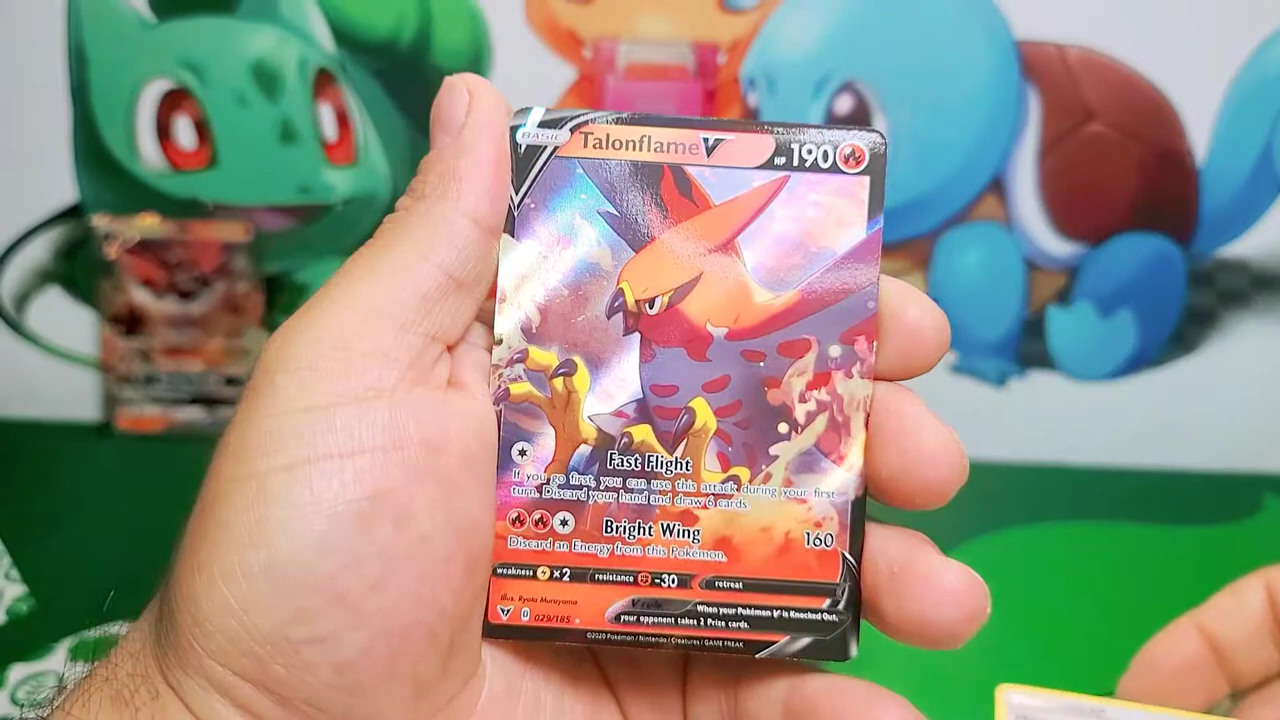 BASIC Talonflame V HP 190
Fast Flight
If you go first, you can use this attack during your first
turn. Discard your hand and draw 6 cards.
Bright Wing 160
Discard an Energy from this Pokémon.
weakness ×2 resistance -30 retreat
Illus. Ryota Murayama
V rule When your Pokémon V is Knocked Out,
your opponent takes 2 Prize cards.
D 029/185
©2020 Pokémon / Nintendo / Creatures / GAME FREAK